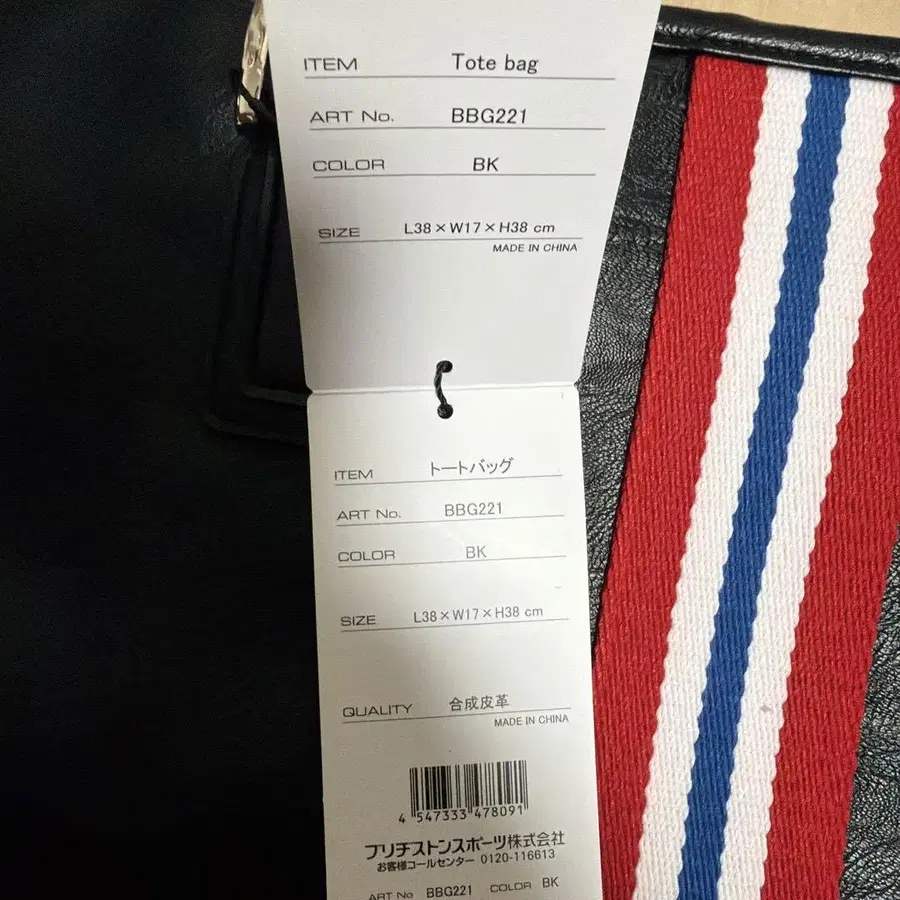 ITEM Tote bag
ART No. BBG221
COLOR BK
SIZE L38×W17×H38 cm
MADE IN CHINA
ITEM トートバッグ
ART No. BBG221
COLOR BK
SIZE L38×W17×H38 cm
QUALITY 合成皮革
MADE IN CHINA
4 547333 478091
ブリヂストンスポーツ株式会社
お客様コールセンター 0120-116613
ART No BBG221 COLOR BK